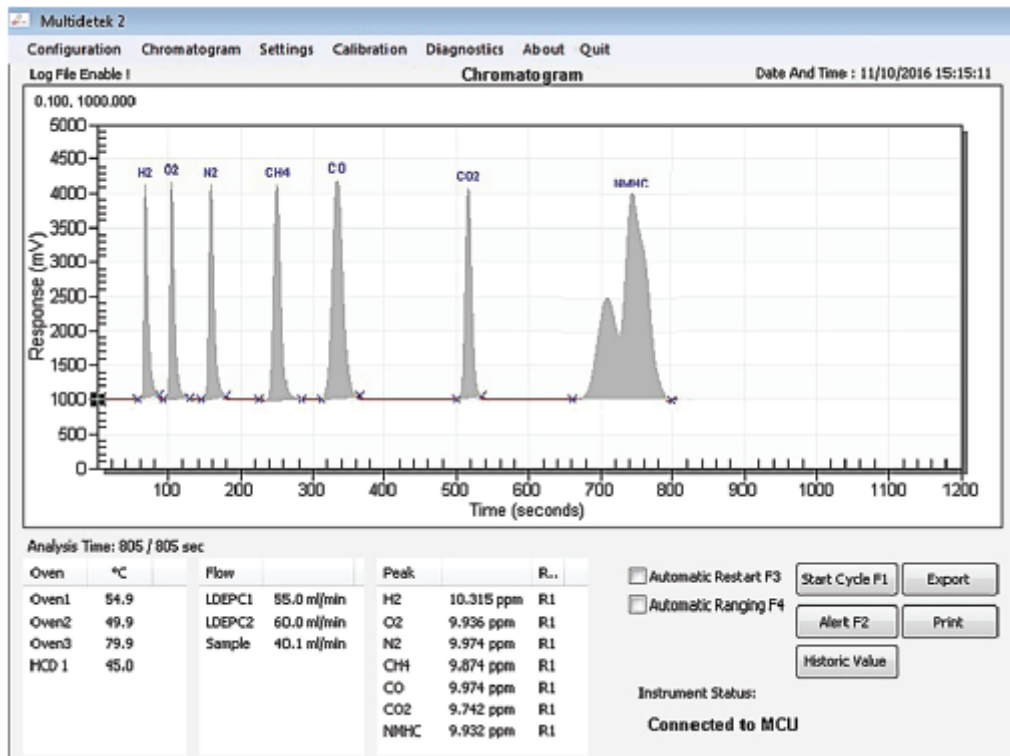 Multidetek 2
Configuration Chromatogram Settings Calibration Diagnostics About Quit
Log File Enable ! Chromatogram Date And Time : 11/10/2016 15:15:11
0.100, 1000.000
5000
4500
4000
3500
3000
2500
2000
1500
1000
500
0
Response (mV)
H2 O2 N2 CH4 CO CO2 NMHC
100 200 300 400 500 600 700 800 900 1000 1100 1200
Time (seconds)
Analysis Time: 805 / 805 sec
Oven °C
Oven1 54.9
Oven2 49.9
Oven3 79.9
HCD 1 45.0
Flow
LDEPC1 55.0 ml/min
LDEPC2 60.0 ml/min
Sample 40.1 ml/min
Peak R..
H2 10.315 ppm R1
O2 9.936 ppm R1
N2 9.974 ppm R1
CH4 9.874 ppm R1
CO 9.974 ppm R1
CO2 9.742 ppm R1
NMHC 9.932 ppm R1
Automatic Restart F3
Automatic Ranging F4
Start Cycle F1 Export
Alert F2 Print
Historic Value
Instrument Status:
Connected to MCU